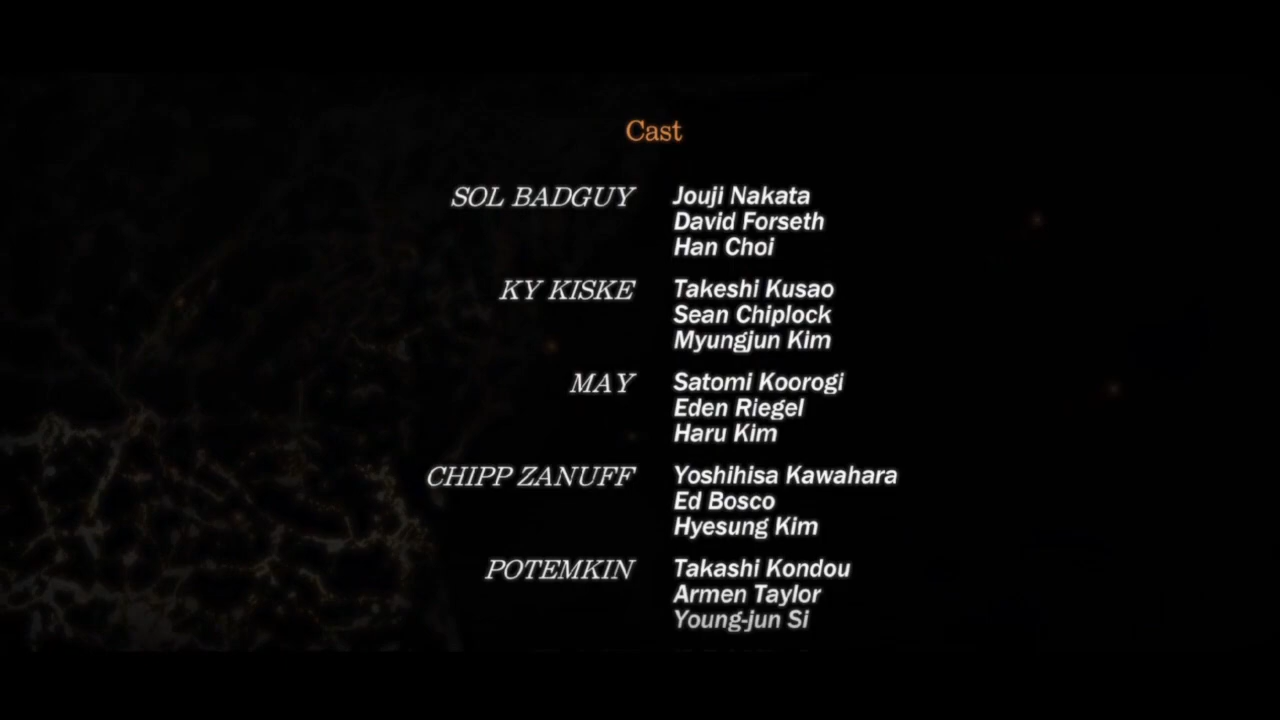 Cast
SOL BADGUY Jouji Nakata
David Forseth
Han Choi
KY KISKE Takeshi Kusao
Sean Chiplock
Myungjun Kim
MAY Satomi Koorogi
Eden Riegel
Haru Kim
CHIPP ZANUFF Yoshihisa Kawahara
Ed Bosco
Hyesung Kim
POTEMKIN Takashi Kondou
Armen Taylor
Young-jun Si